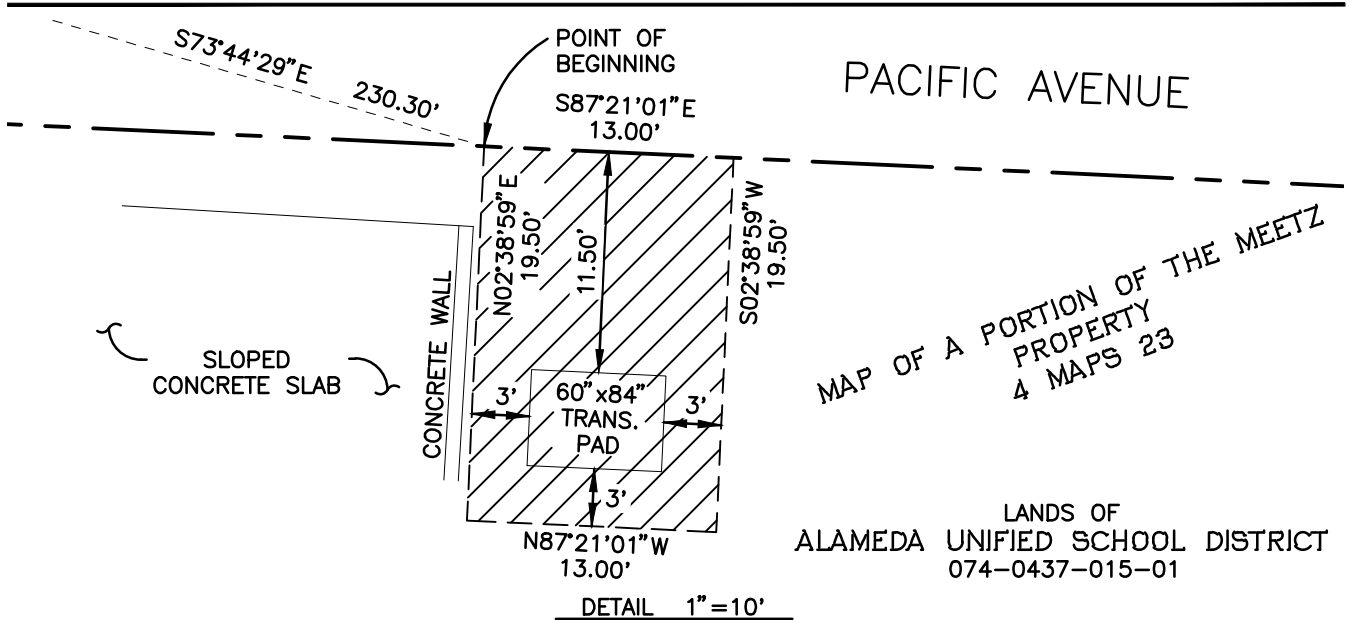 S73°44'29"E
230.30'
POINT OF
BEGINNING
S87°21'01"E
13.00'
PACIFIC AVENUE
N02°38'59"E
19.50'
11.50'
S02°38'59"W
19.50'
CONCRETE WALL
SLOPED
CONCRETE SLAB
3'
60"x84"
TRANS.
PAD
3'
3'
N87°21'01"W
13.00'
MAP OF A PORTION OF THE MEETZ
PROPERTY
4 MAPS 23
LANDS OF
ALAMEDA UNIFIED SCHOOL DISTRICT
074-0437-015-01
DETAIL 1"=10'